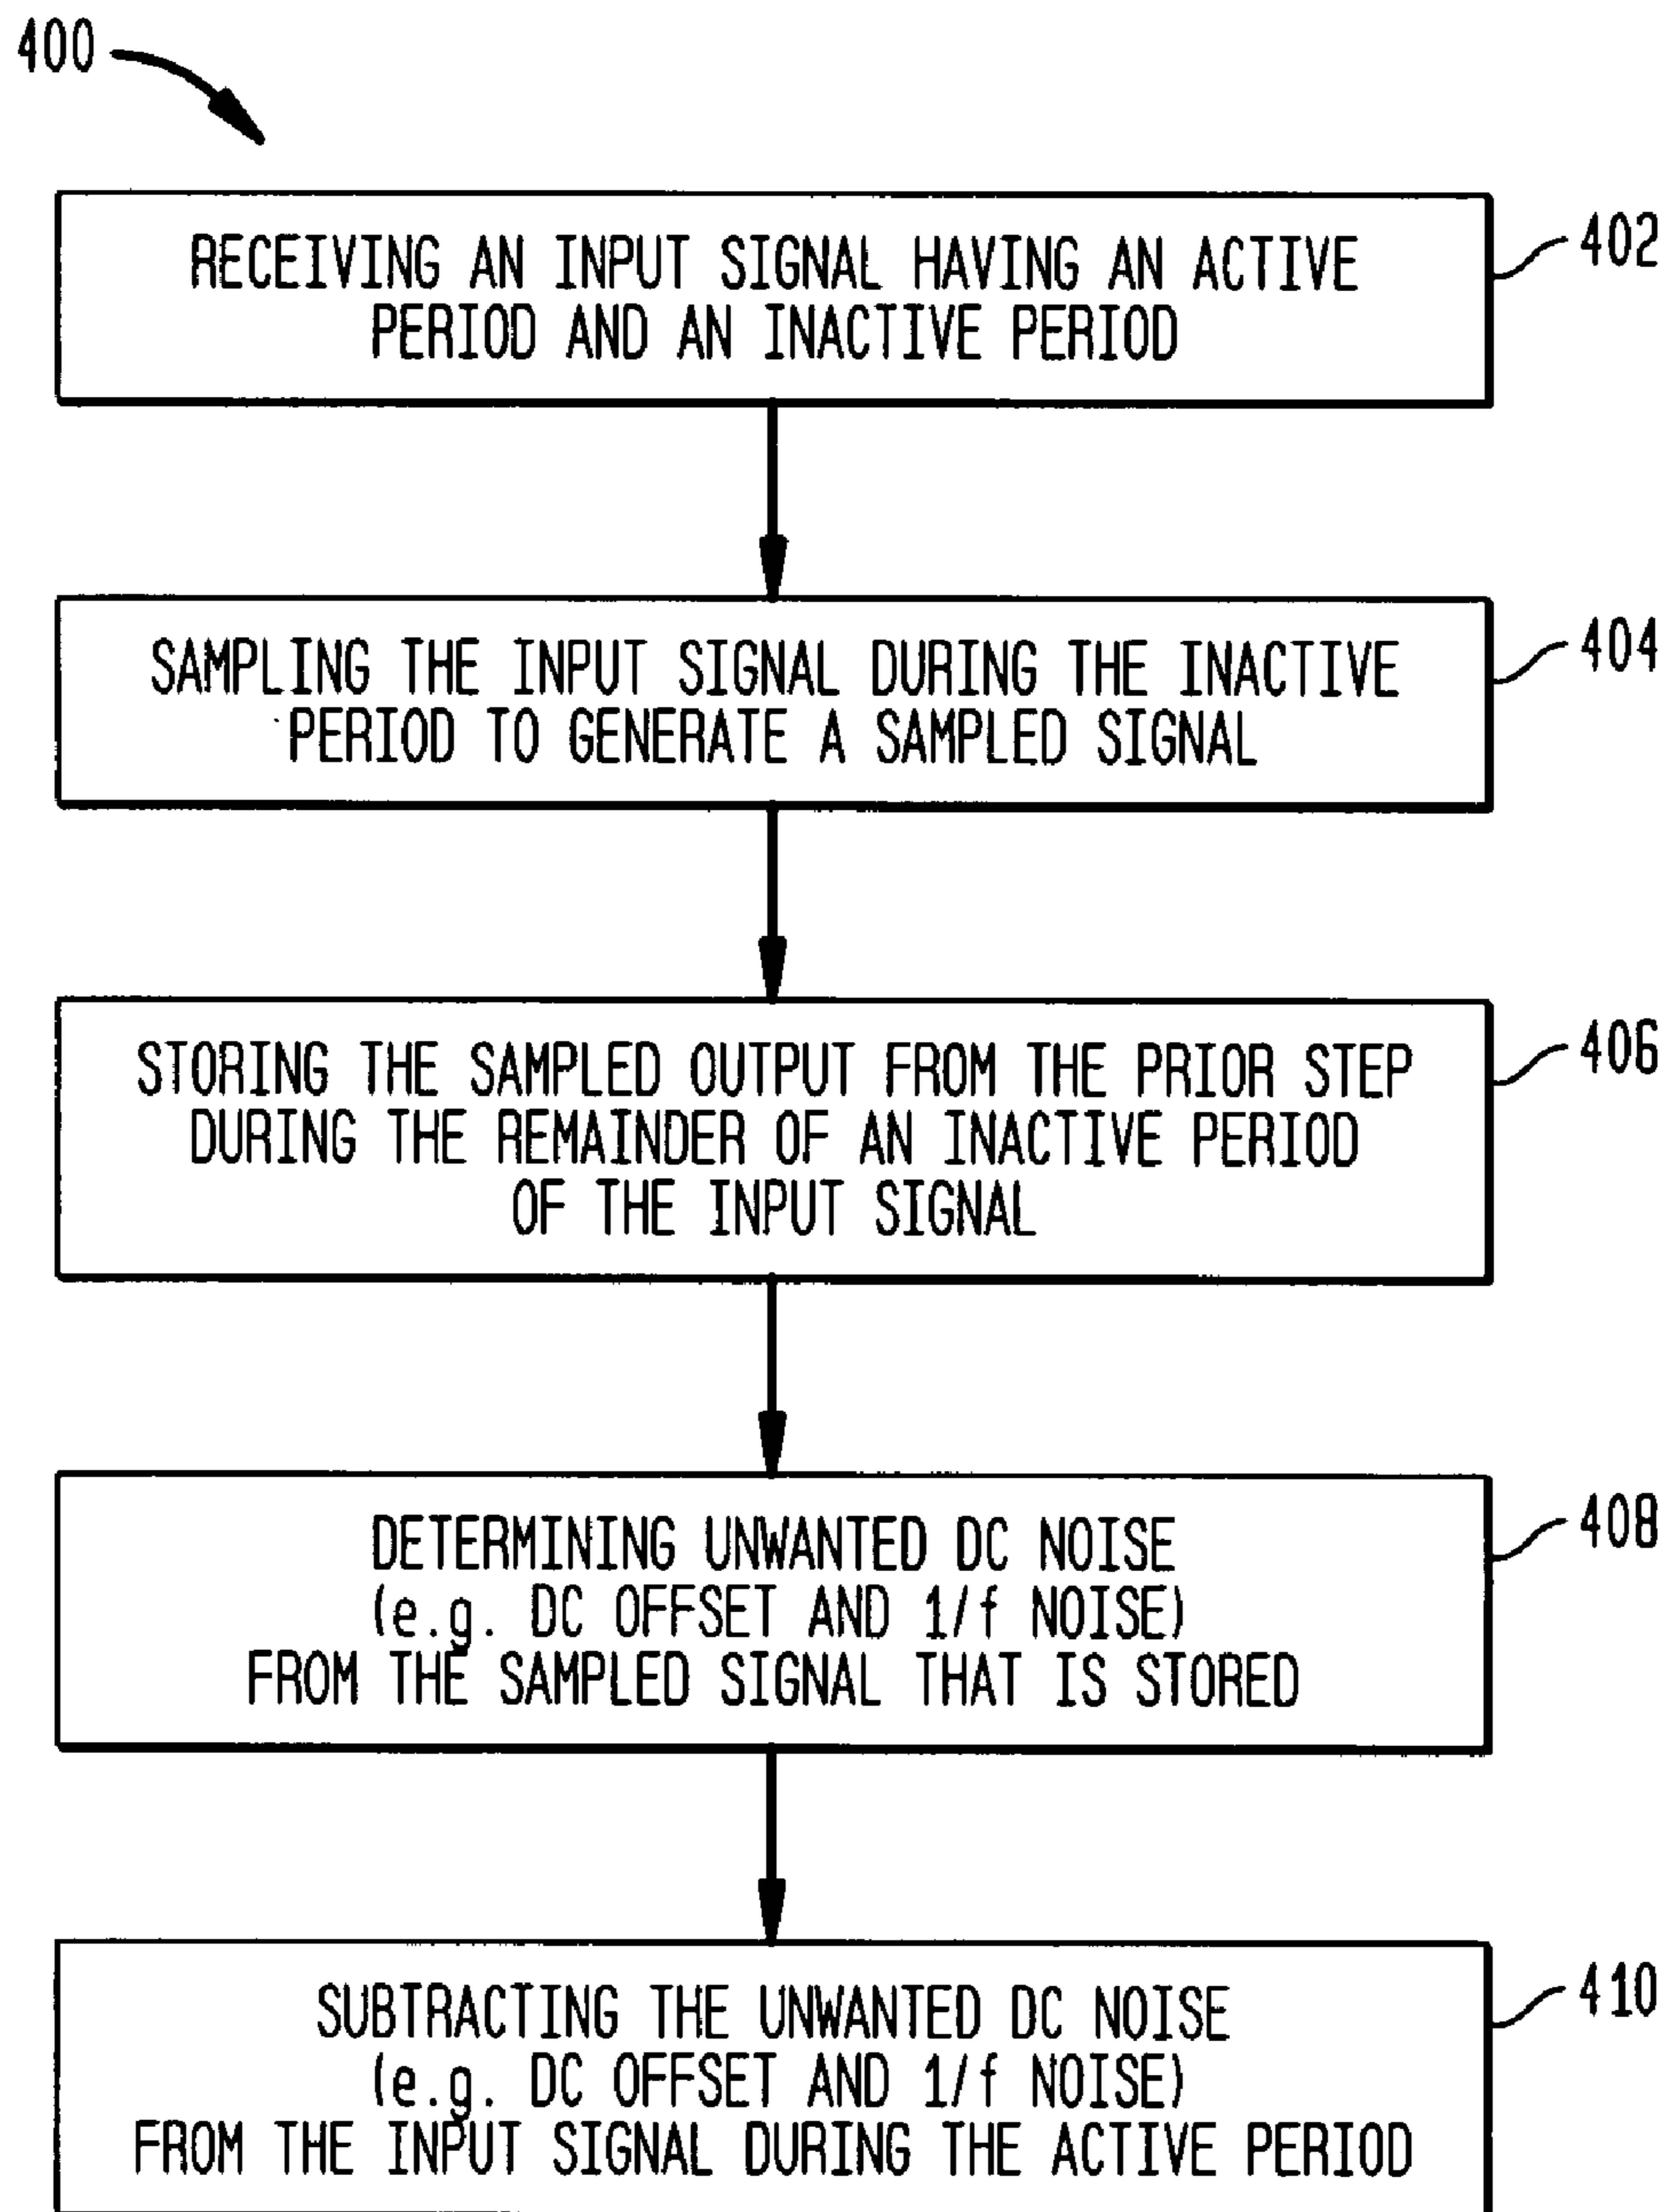 400
RECEIVING AN INPUT SIGNAL HAVING AN ACTIVE
PERIOD AND AN INACTIVE PERIOD
402
SAMPLING THE INPUT SIGNAL DURING THE INACTIVE
PERIOD TO GENERATE A SAMPLED SIGNAL
404
STORING THE SAMPLED OUTPUT FROM THE PRIOR STEP
DURING THE REMAINDER OF AN INACTIVE PERIOD
OF THE INPUT SIGNAL
406
DETERMINING UNWANTED DC NOISE
(e.g. DC OFFSET AND 1/f NOISE)
FROM THE SAMPLED SIGNAL THAT IS STORED
408
SUBTRACTING THE UNWANTED DC NOISE
(e.g. DC OFFSET AND 1/f NOISE)
FROM THE INPUT SIGNAL DURING THE ACTIVE PERIOD
410